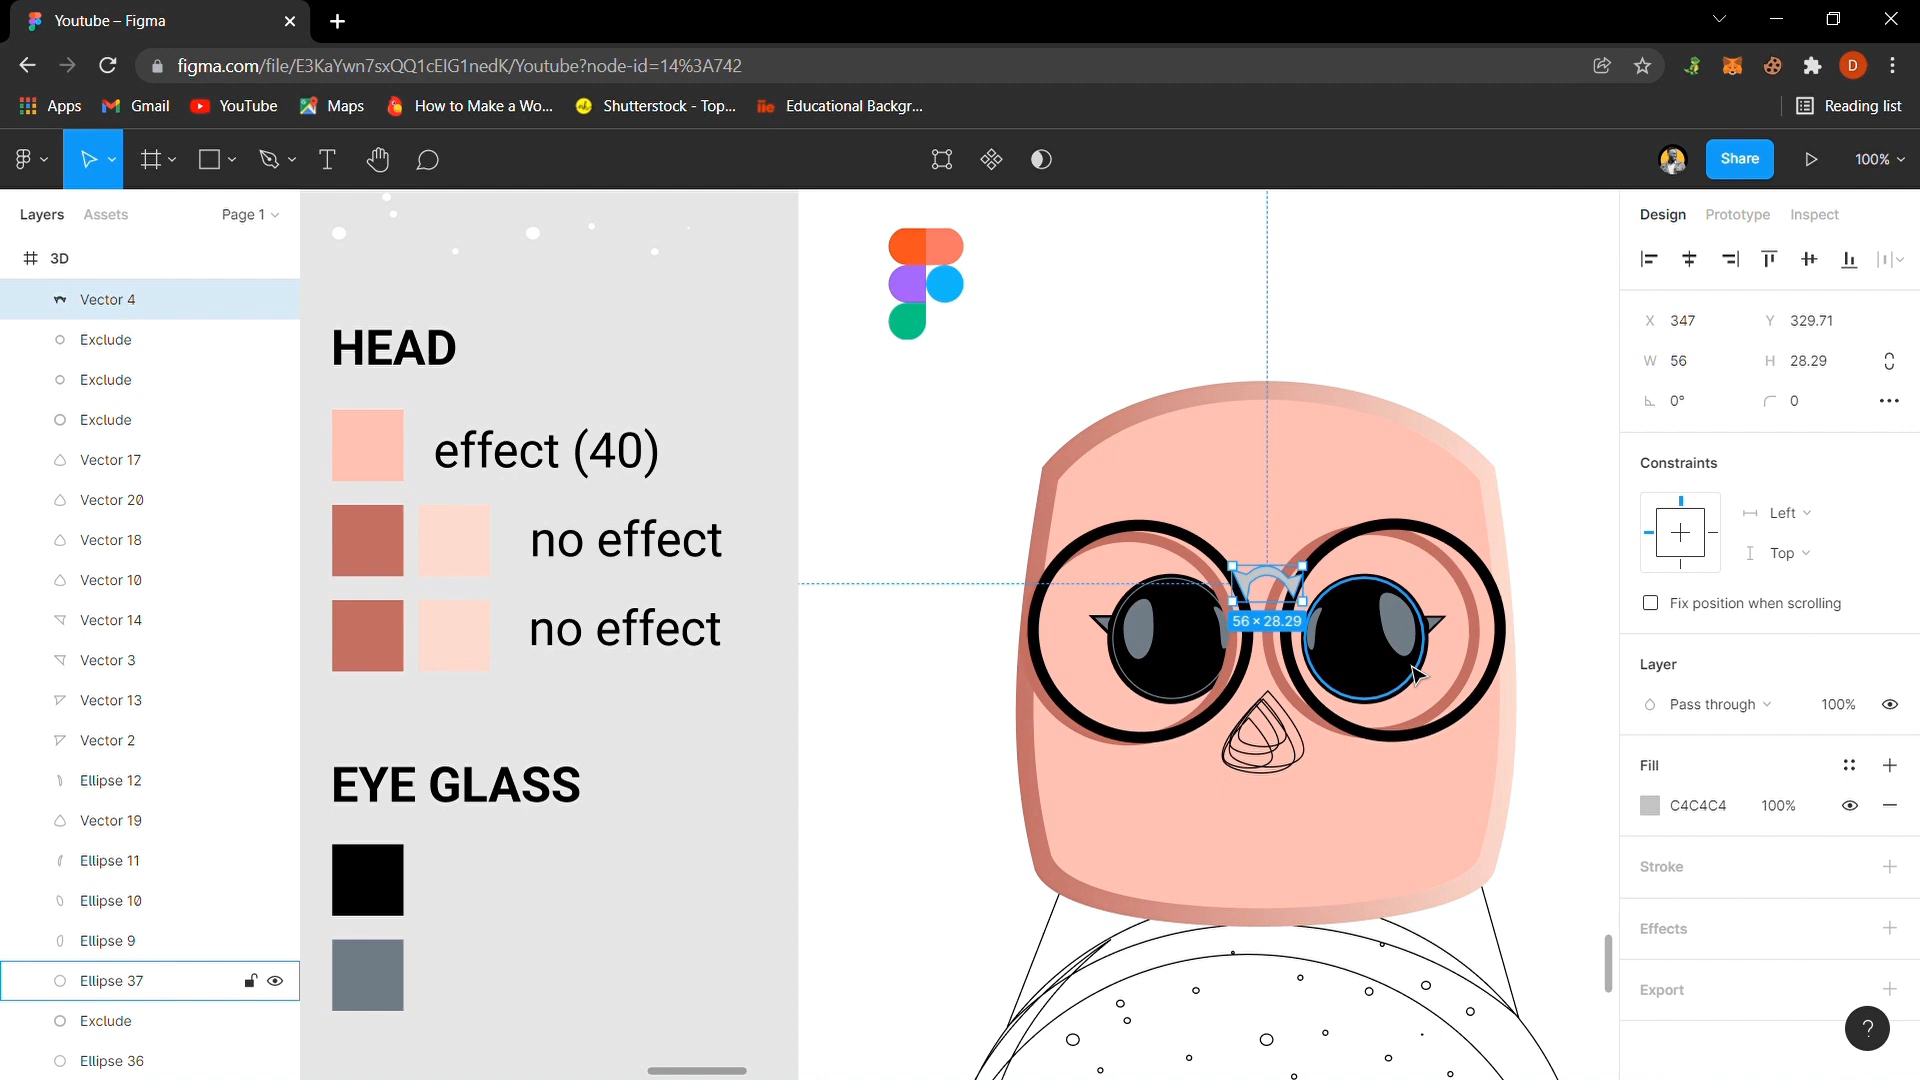 Youtube – Figma
figma.com/file/E3KaYwn7sxQQ1cEIG1nedK/Youtube?node-id=14%3A742
D
Apps Gmail YouTube Maps How to Make a Wo... Shutterstock - Top... Educational Backgr... Reading list
Share 100%
Layers Assets Page 1
3D
Vector 4
Exclude
Exclude
Exclude
Vector 17
Vector 20
Vector 18
Vector 10
Vector 14
Vector 3
Vector 13
Vector 2
Ellipse 12
Vector 19
Ellipse 11
Ellipse 10
Ellipse 9
Ellipse 37
Exclude
Ellipse 36
HEAD
effect (40)
no effect
no effect
EYE GLASS
56 × 28.29
Design Prototype Inspect
X 347 Y 329.71
W 56 H 28.29
0° 0
Constraints
Left
Top
Fix position when scrolling
Layer
Pass through 100%
Fill
C4C4C4 100%
Stroke
Effects
Export
?